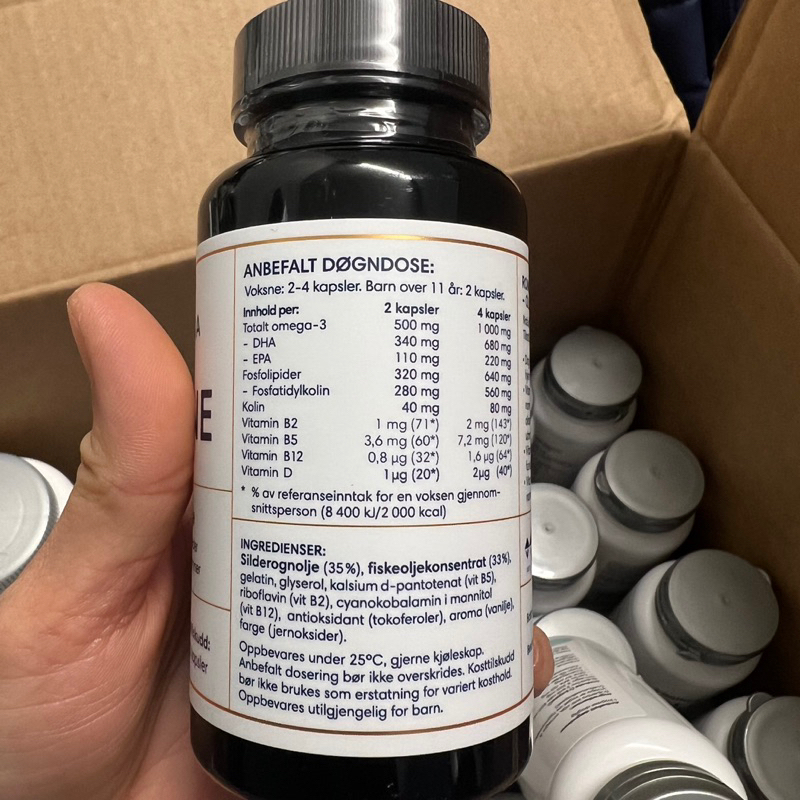 ANBEFALT DØGNDOSE:
Voksne: 2-4 kapsler. Barn over 11 år: 2 kapsler.
Innhold per: 2 kapsler 4 kapsler
Totalt omega-3 500 mg 1 000 mg
- DHA 340 mg 680 mg
- EPA 110 mg 220 mg
Fosfolipider 320 mg 640 mg
- Fosfatidylkolin 280 mg 560 mg
Kolin 40 mg 80 mg
Vitamin B2 1 mg (71*) 2 mg (143*)
Vitamin B5 3,6 mg (60*) 7,2 mg (120*)
Vitamin B12 0,8 µg (32*) 1,6 µg (64*)
Vitamin D 1µg (20*) 2µg (40*)
* % av referanseinntak for en voksen gjennom-
snittsperson (8 400 kJ/2 000 kcal)
INGREDIENSER:
Silderognolje (35%), fiskeoljekonsentrat (33%),
gelatin, glyserol, kalsium d-pantotenat (vit B5),
riboflavin (vit B2), cyanokobalamin i mannitol
(vit B12), antioksidant (tokoferoler), aroma (vanilje),
farge (jernoksider).
Oppbevares under 25°C, gjerne kjøleskap.
Anbefalt dosering bør ikke overskrides. Kosttilskudd
bør ikke brukes som erstatning for variert kosthold.
Oppbevares utilgjengelig for barn.